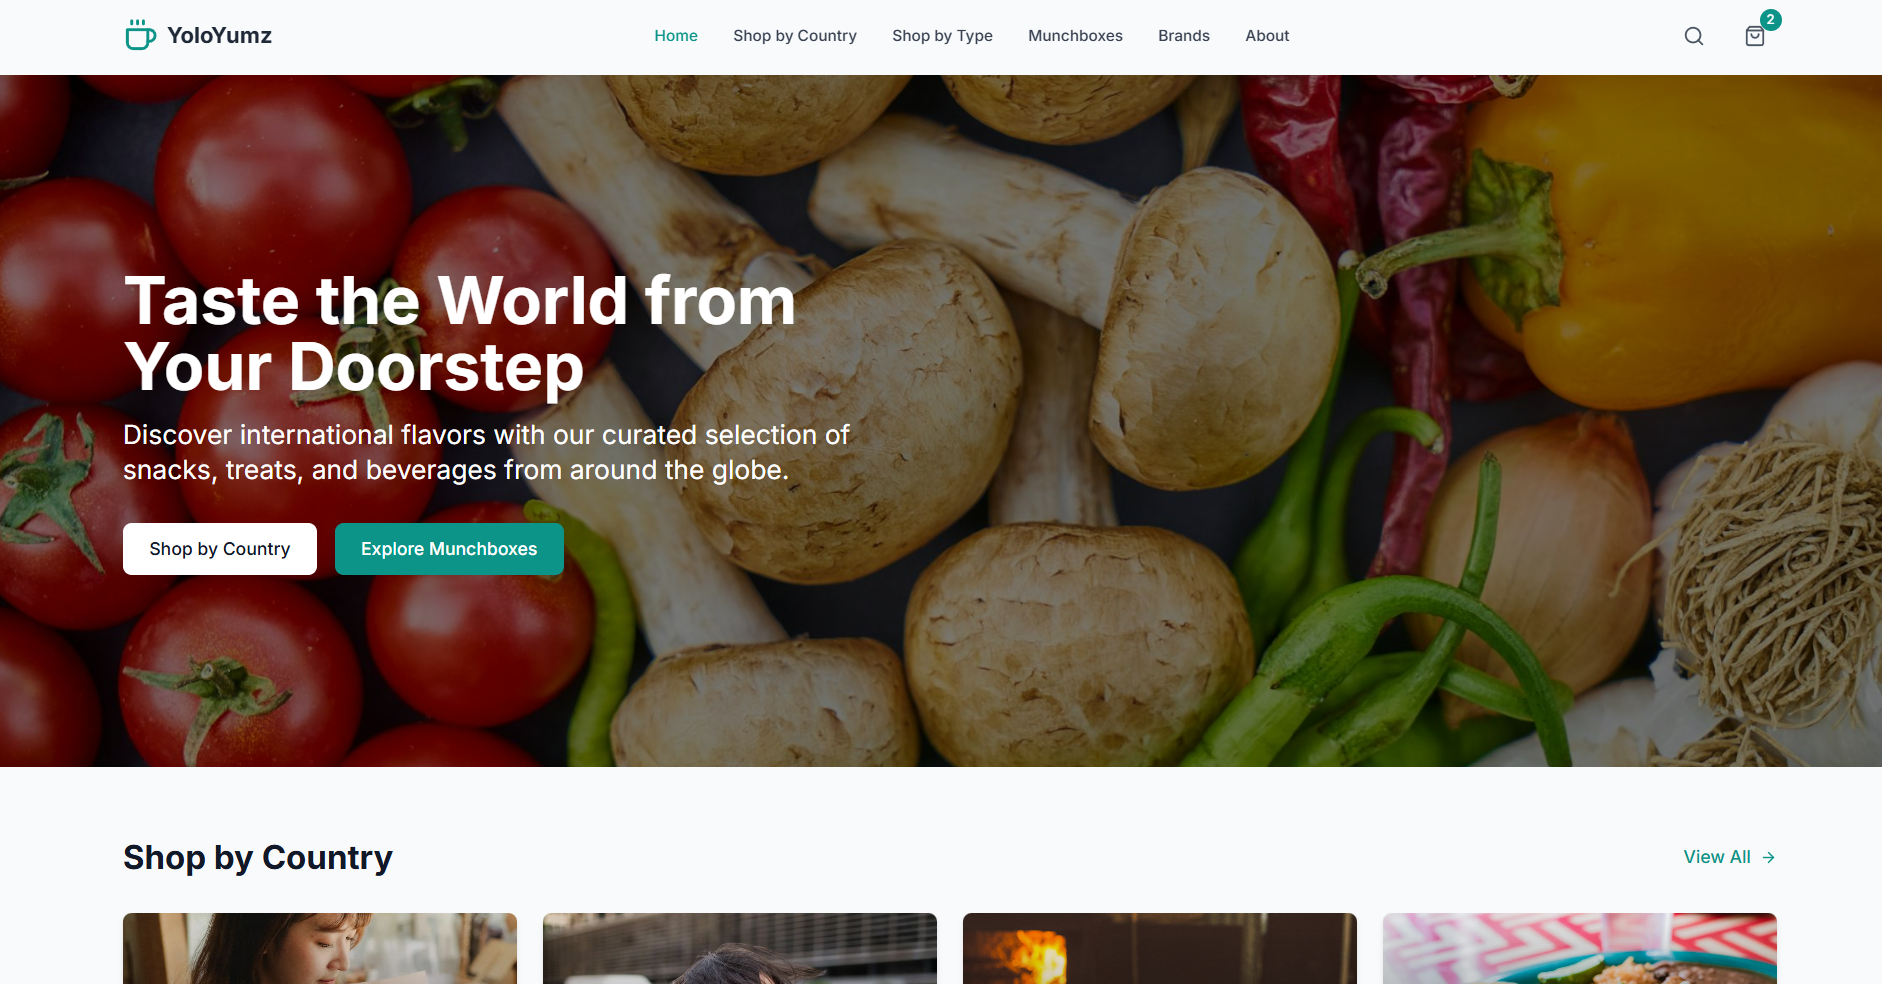 YoloYumz
Home
Shop by Country
Shop by Type
Munchboxes
Brands
About
2
Taste the World from
Your Doorstep
Discover international flavors with our curated selection of
snacks, treats, and beverages from around the globe.
Shop by Country
Explore Munchboxes
Shop by Country
View All